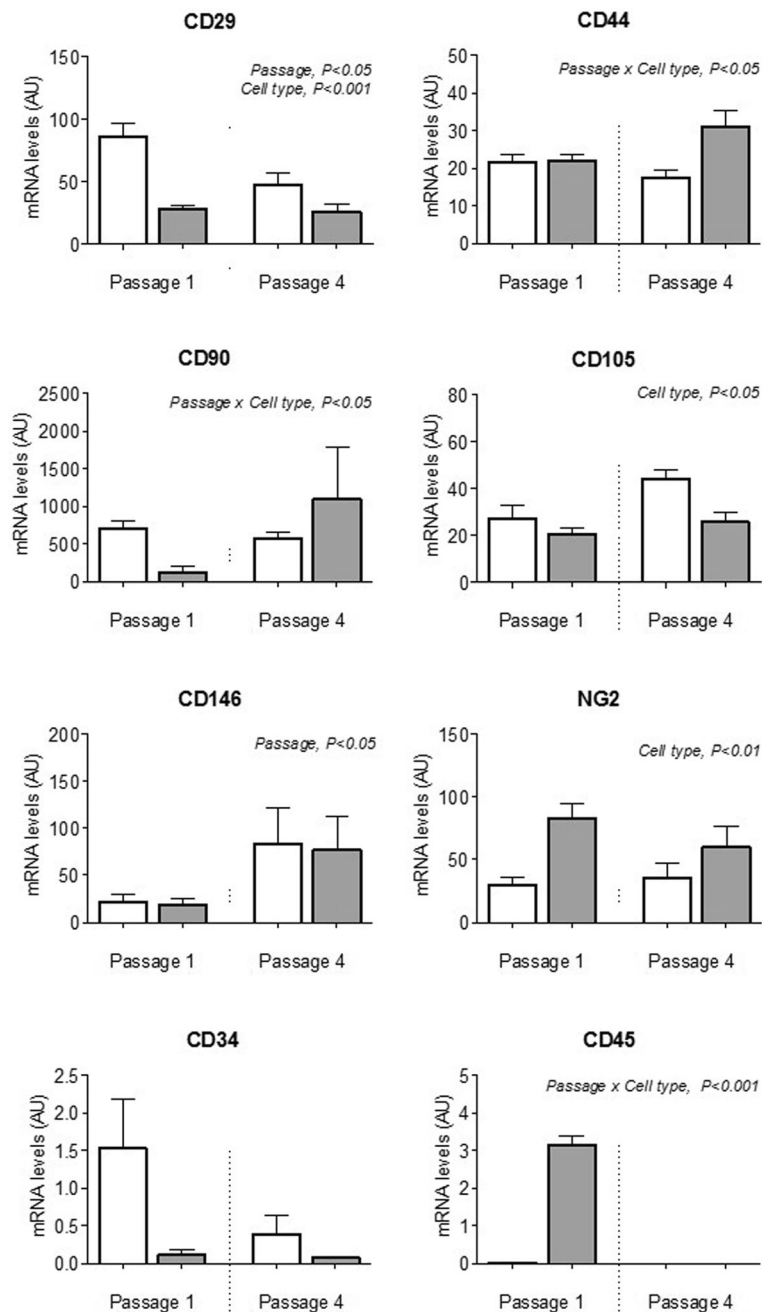 CD29
mRNA levels (AU)
150
100
50
0
Passage, P<0.05
Cell type, P<0.001
Passage 1
Passage 4
CD44
mRNA levels (AU)
50
40
30
20
10
0
Passage x Cell type, P<0.05
Passage 1
Passage 4
CD90
mRNA levels (AU)
2500
2000
1500
1000
500
0
Passage x Cell type, P<0.05
Passage 1
Passage 4
CD105
mRNA levels (AU)
80
60
40
20
0
Cell type, P<0.05
Passage 1
Passage 4
CD146
mRNA levels (AU)
200
150
100
50
0
Passage, P<0.05
Passage 1
Passage 4
NG2
mRNA levels (AU)
150
100
50
0
Cell type, P<0.01
Passage 1
Passage 4
CD34
mRNA levels (AU)
2.5
2.0
1.5
1.0
0.5
0.0
Passage 1
Passage 4
CD45
mRNA levels (AU)
5
4
3
2
1
0
Passage x Cell type, P<0.001
Passage 1
Passage 4